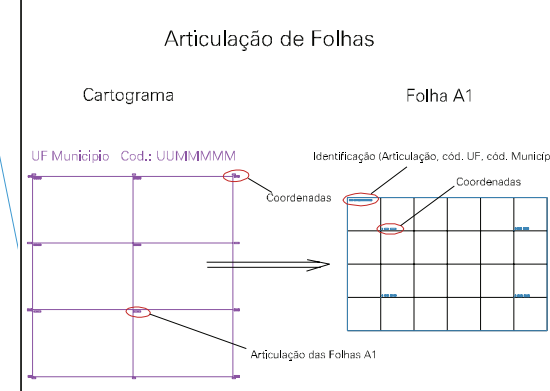 Articulação de Folhas
Cartograma
Folha A1
UF Municipio Cod.: UUMMMMM
Identificação (Articulação, cód. UF, cód. Municíp
Coordenadas
Coordenadas
Articulação das Folhas A1